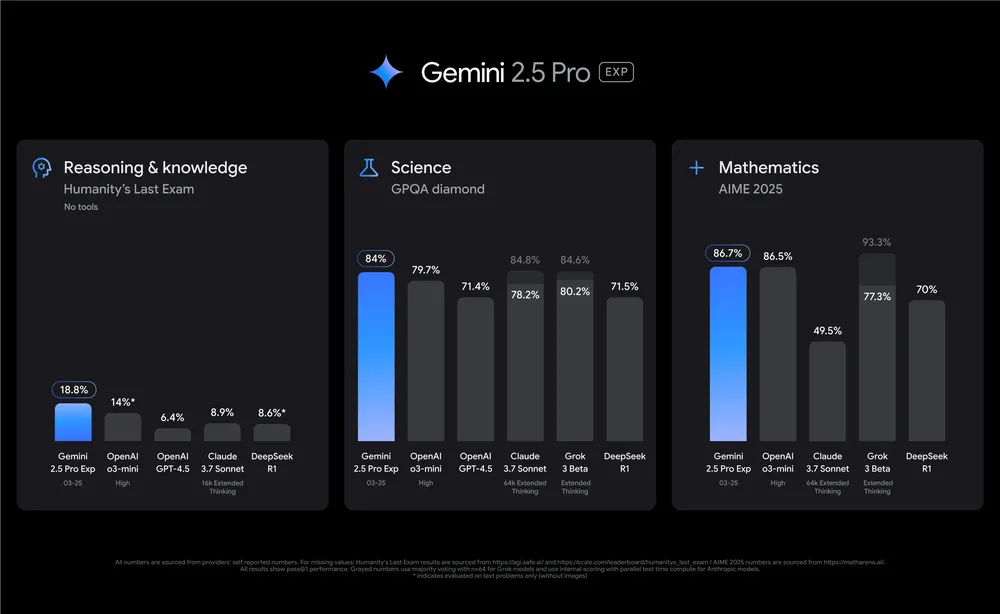 Gemini 2.5 Pro EXP
Reasoning & knowledge
Humanity's Last Exam
No tools
18.8%
14%*
6.4%
8.9%
8.6%*
Gemini
2.5 Pro Exp
03-25
OpenAI
o3-mini
High
OpenAI
GPT-4.5
Claude
3.7 Sonnet
16k Extended
Thinking
DeepSeek
R1
Science
GPQA diamond
84%
79.7%
71.4%
84.8%
78.2%
84.6%
80.2%
71.5%
Gemini
2.5 Pro Exp
03-25
OpenAI
o3-mini
High
OpenAI
GPT-4.5
Claude
3.7 Sonnet
64k Extended
Thinking
Grok
3 Beta
Extended
Thinking
DeepSeek
R1
Mathematics
AIME 2025
86.7%
86.5%
49.5%
93.3%
77.3%
70%
Gemini
2.5 Pro Exp
03-25
OpenAI
o3-mini
High
Claude
3.7 Sonnet
64k Extended
Thinking
Grok
3 Beta
Extended
Thinking
DeepSeek
R1
All numbers are sourced from providers' self reported numbers. For missing values: Humanity's Last Exam results are sourced from https://agi.safe.ai/ and https://scale.com/leaderboard/humanitys_last_exam / AIME 2025 numbers are sourced from https://matharena.ai/.
All results show pass@1 performance. Grayed numbers use majority voting with n=64 for Grok models and use internal scoring with parallel test time compute for Anthropic models.
* indicates evaluated on text problems only (without images)